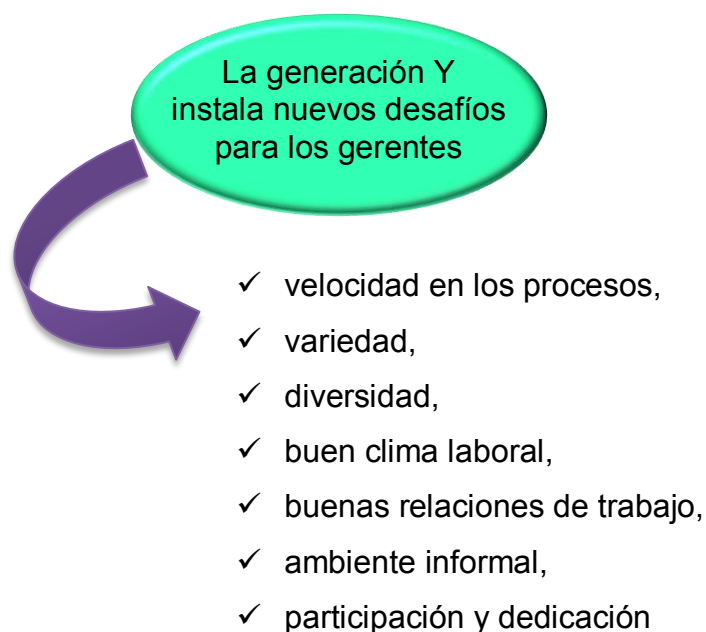 La generación Y
instala nuevos desafíos
para los gerentes
✓ velocidad en los procesos,
✓ variedad,
✓ diversidad,
✓ buen clima laboral,
✓ buenas relaciones de trabajo,
✓ ambiente informal,
✓ participación y dedicación